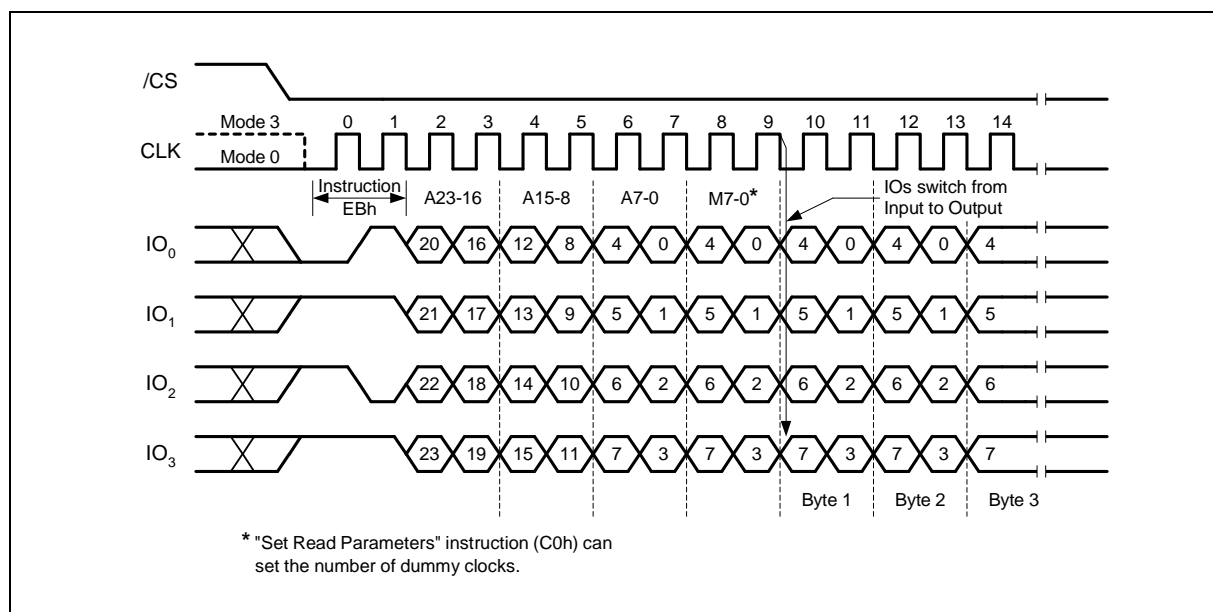 /CS
Mode 3 0 1 2 3 4 5 6 7 8 9 10 11 12 13 14
CLK Mode 0
Instruction A23-16 A15-8 A7-0 M7-0* IOs switch from
EBh Input to Output
IO0 20 16 12 8 4 0 4 0 4 0 4 0 4
IO1 21 17 13 9 5 1 5 1 5 1 5 1 5
IO2 22 18 14 10 6 2 6 2 6 2 6 2 6
IO3 23 19 15 11 7 3 7 3 7 3 7 3 7
Byte 1 Byte 2 Byte 3
* "Set Read Parameters" instruction (C0h) can
set the number of dummy clocks.